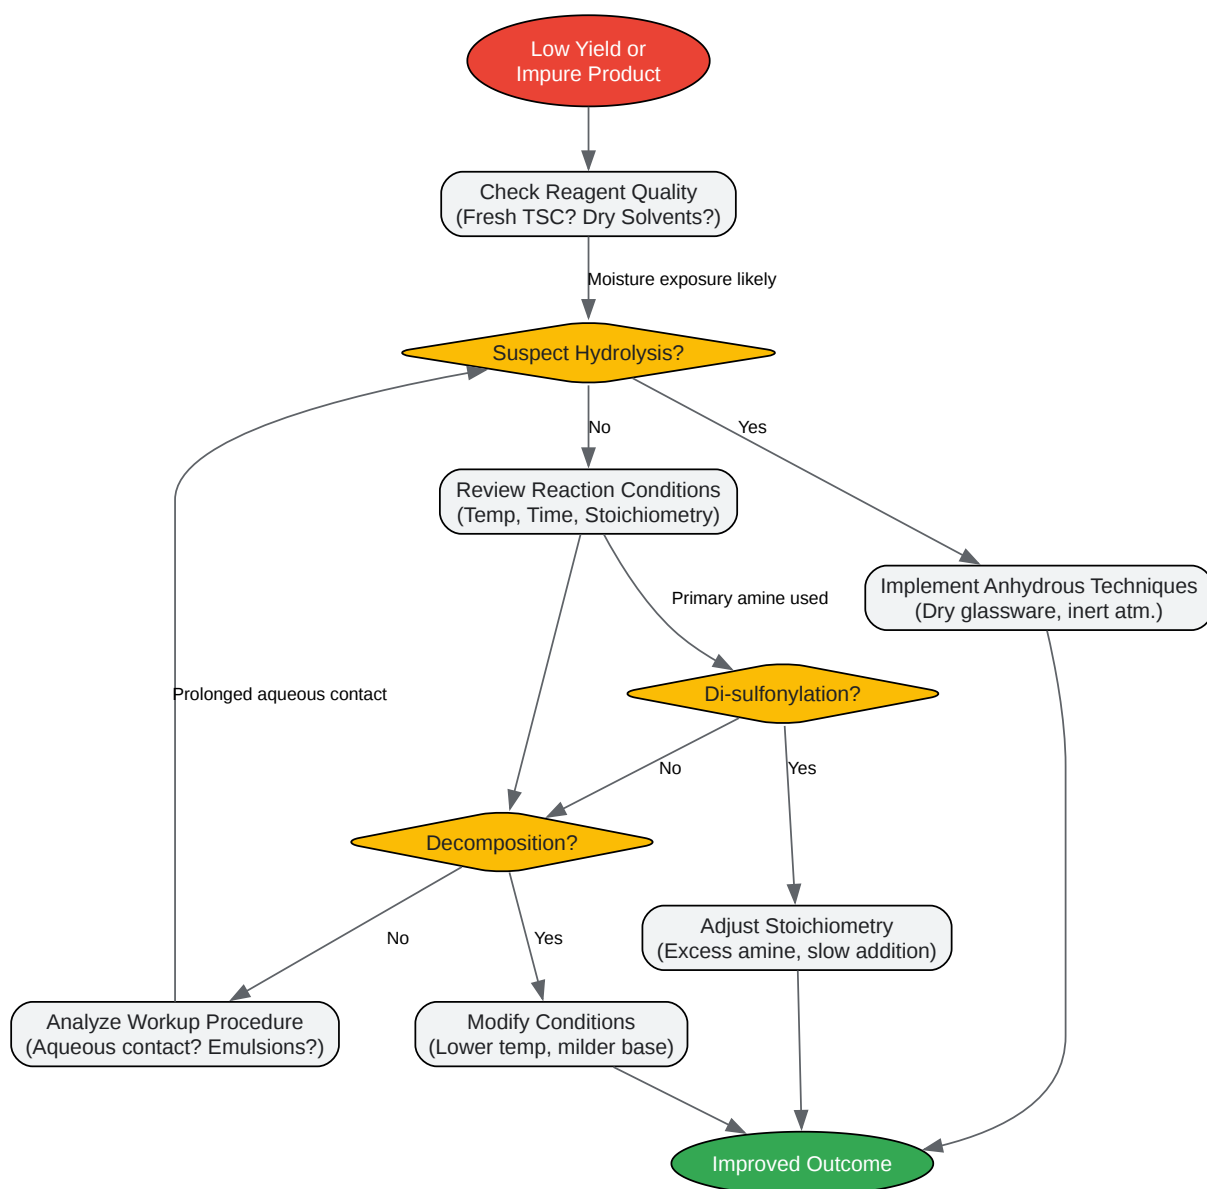 Low Yield or
Impure Product
Check Reagent Quality
(Fresh TSC? Dry Solvents?)
Moisture exposure likely
Suspect Hydrolysis?
No
Yes
Review Reaction Conditions
(Temp, Time, Stoichiometry)
Implement Anhydrous Techniques
(Dry glassware, inert atm.)
Primary amine used
Prolonged aqueous contact
Di-sulfonylation?
No
Yes
Decomposition?
No
Yes
Adjust Stoichiometry
(Excess amine, slow addition)
Analyze Workup Procedure
(Aqueous contact? Emulsions?)
Modify Conditions
(Lower temp, milder base)
Improved Outcome